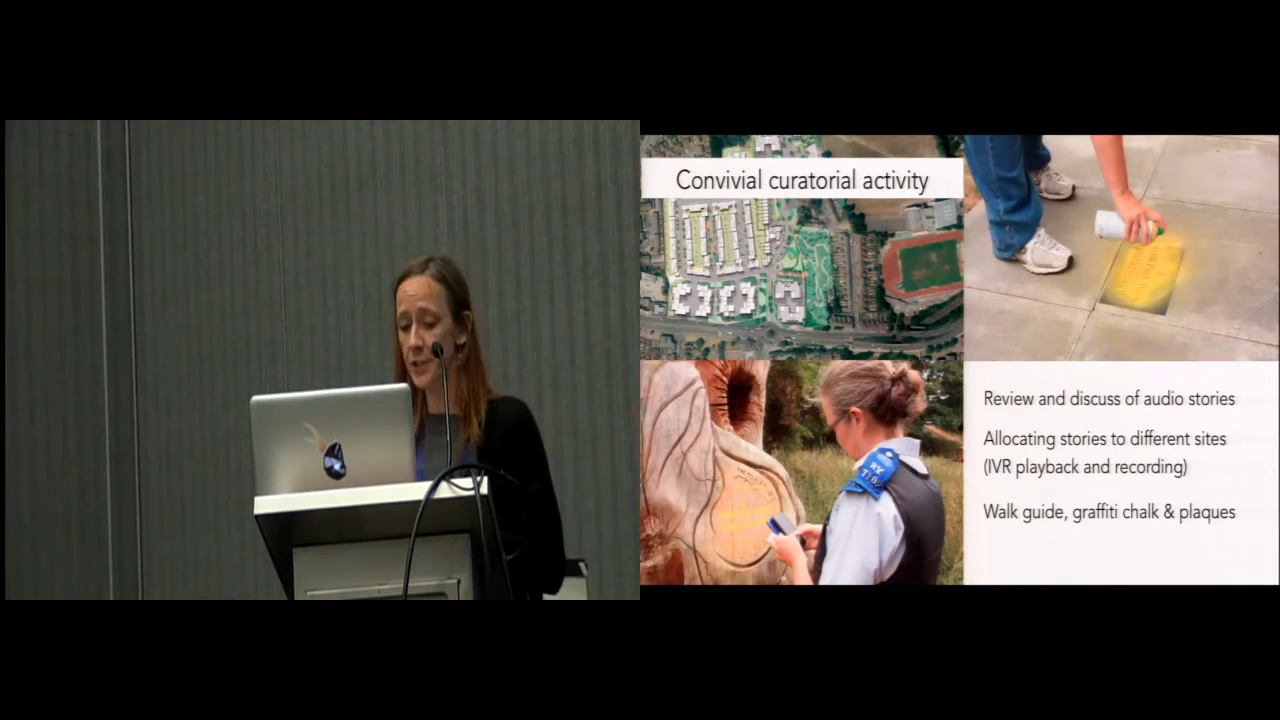 Convivial curatorial activity
Review and discuss of audio stories
Allocating stories to different sites
(IVR playback and recording)
Walk guide, graffiti chalk & plaques